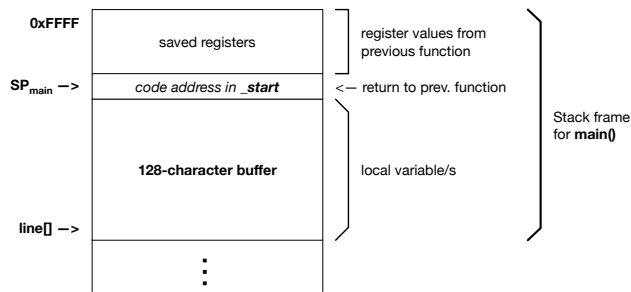 0xFFFF
saved registers
register values from
previous function
SPmain —>
code address in _start
<— return to prev. function
Stack frame
for main()
128-character buffer
local variable/s
line[] —>